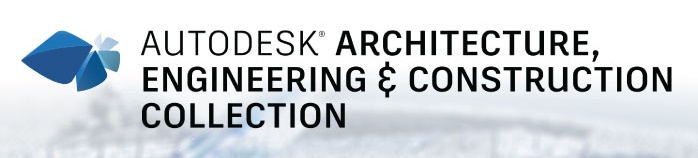 AUTODESK® ARCHITECTURE,
ENGINEERING & CONSTRUCTION
COLLECTION